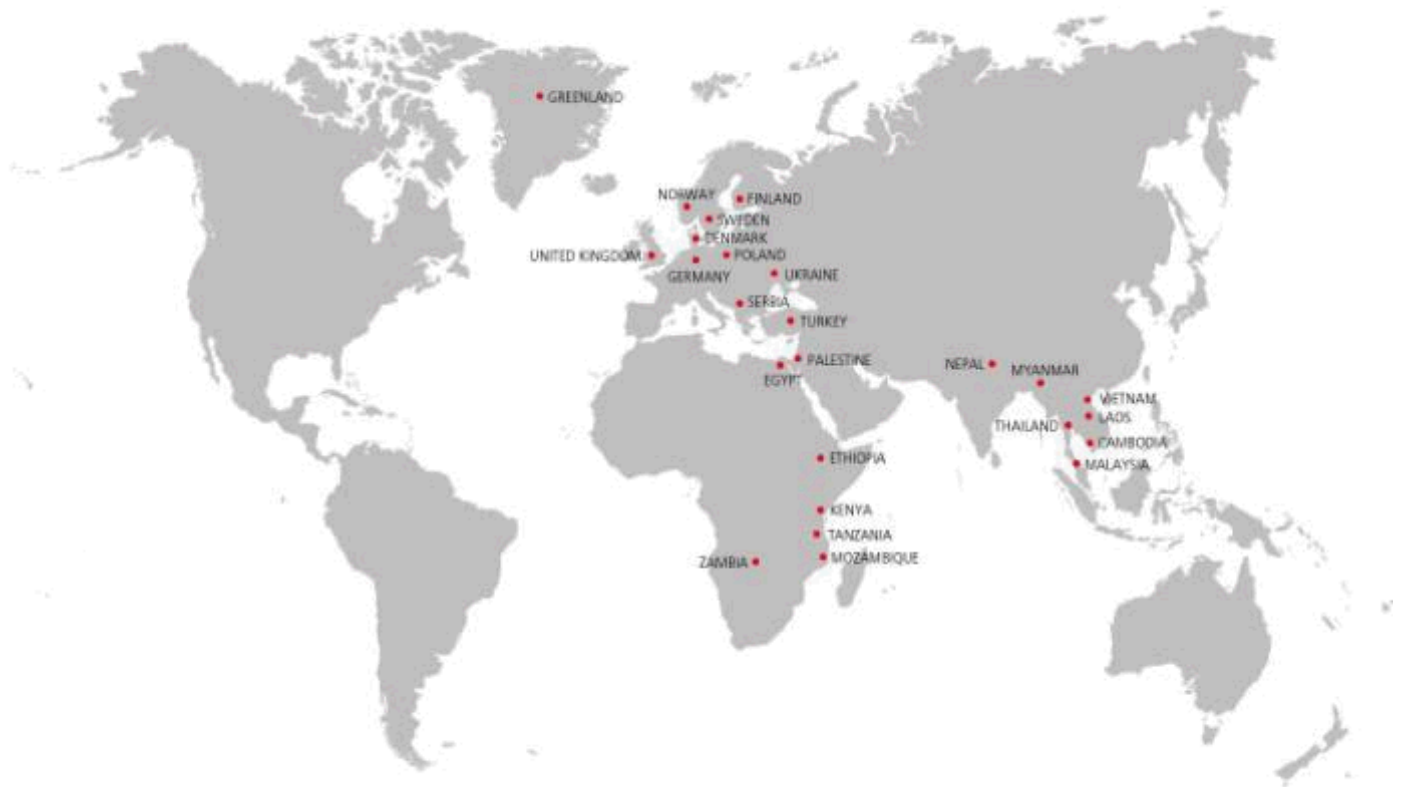 GREENLAND
NORWAY
FINLAND
SWEDEN
DENMARK
UNITED KINGDOM
POLAND
GERMANY
UKRAINE
SERBIA
TURKEY
PALESTINE
EGYPT
NEPAL
MYANMAR
VIETNAM
LAOS
THAILAND
CAMBODIA
ETHIOPIA
MALAYSIA
KENYA
TANZANIA
ZAMBIA
MOZAMBIQUE